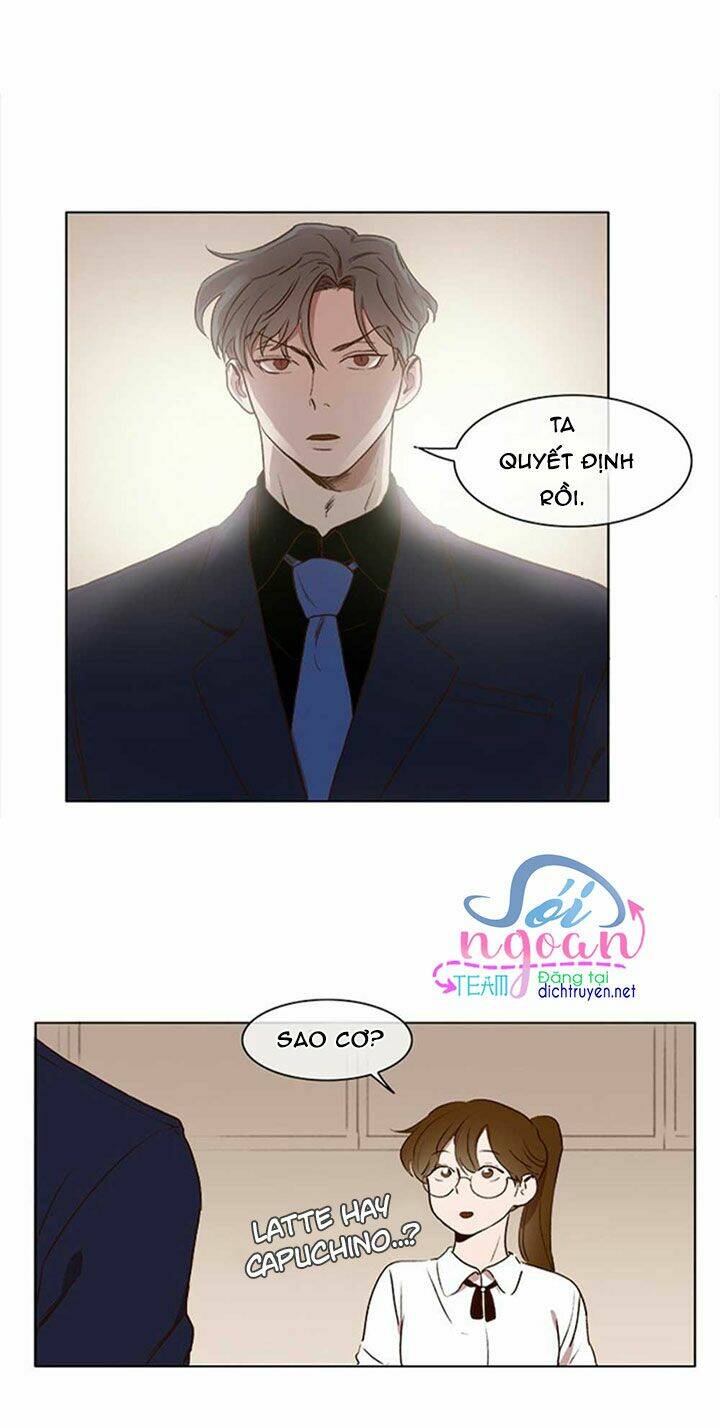 TA
QUYẾT ĐỊNH
RỒI.
Sói
ngoan
TEAM
Đăng tại
dichtruyen.net
SAO CƠ?
LATTE HAY
CAPUCHINO..?